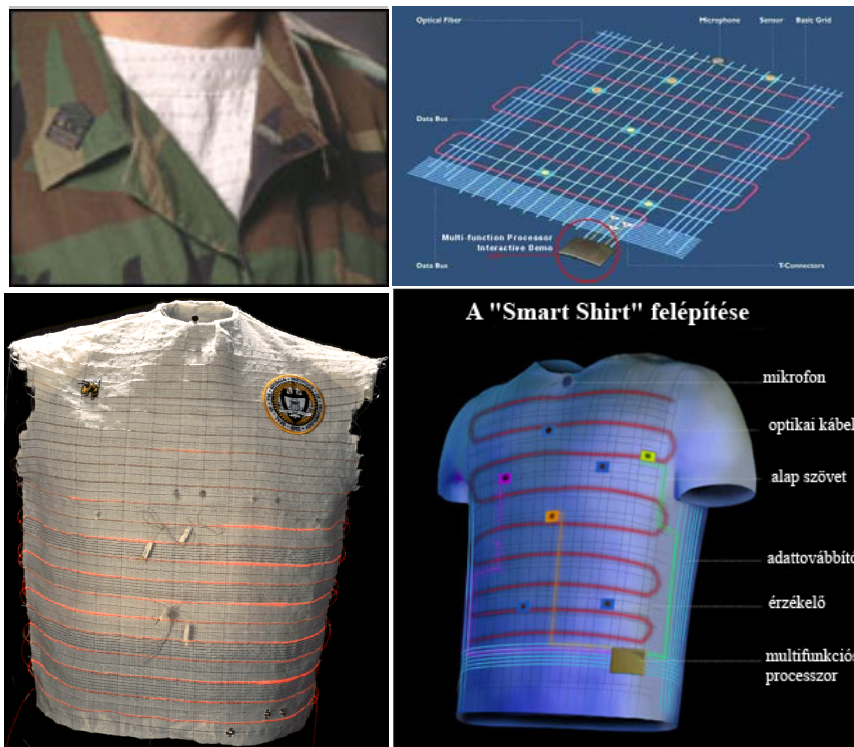 Optical Fiber
Microphone
Sensor
Basic Grid
Data Bus
Multi-function Processor
Interactive Demo
Data Bus
T-Connectors
A "Smart Shirt" felépítése
mikrofon
optikai kábel
alap szövet
adattovábbító
érzékelő
multifunkciós
processzor